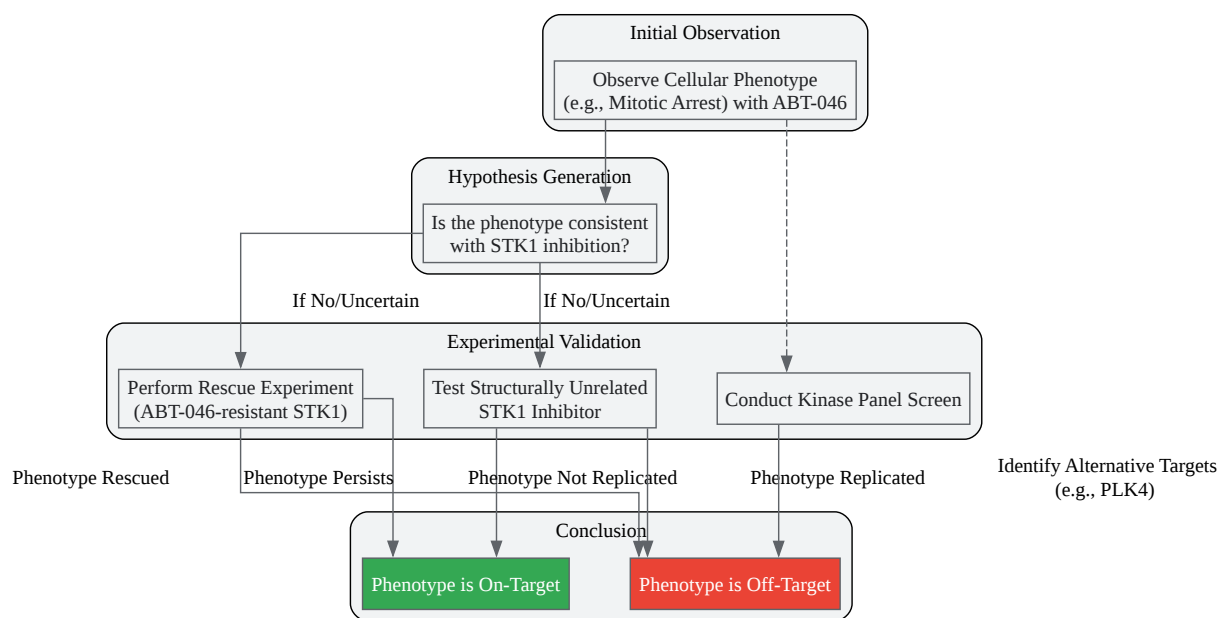 Initial Observation
Observe Cellular Phenotype
(e.g., Mitotic Arrest) with ABT-046
Hypothesis Generation
Is the phenotype consistent
with STK1 inhibition?
If No/Uncertain
If No/Uncertain
Experimental Validation
Perform Rescue Experiment
(ABT-046-resistant STK1)
Test Structurally Unrelated
STK1 Inhibitor
Conduct Kinase Panel Screen
Phenotype Rescued
Phenotype Persists
Phenotype Not Replicated
Phenotype Replicated
Identify Alternative Targets
(e.g., PLK4)
Conclusion
Phenotype is On-Target
Phenotype is Off-Target